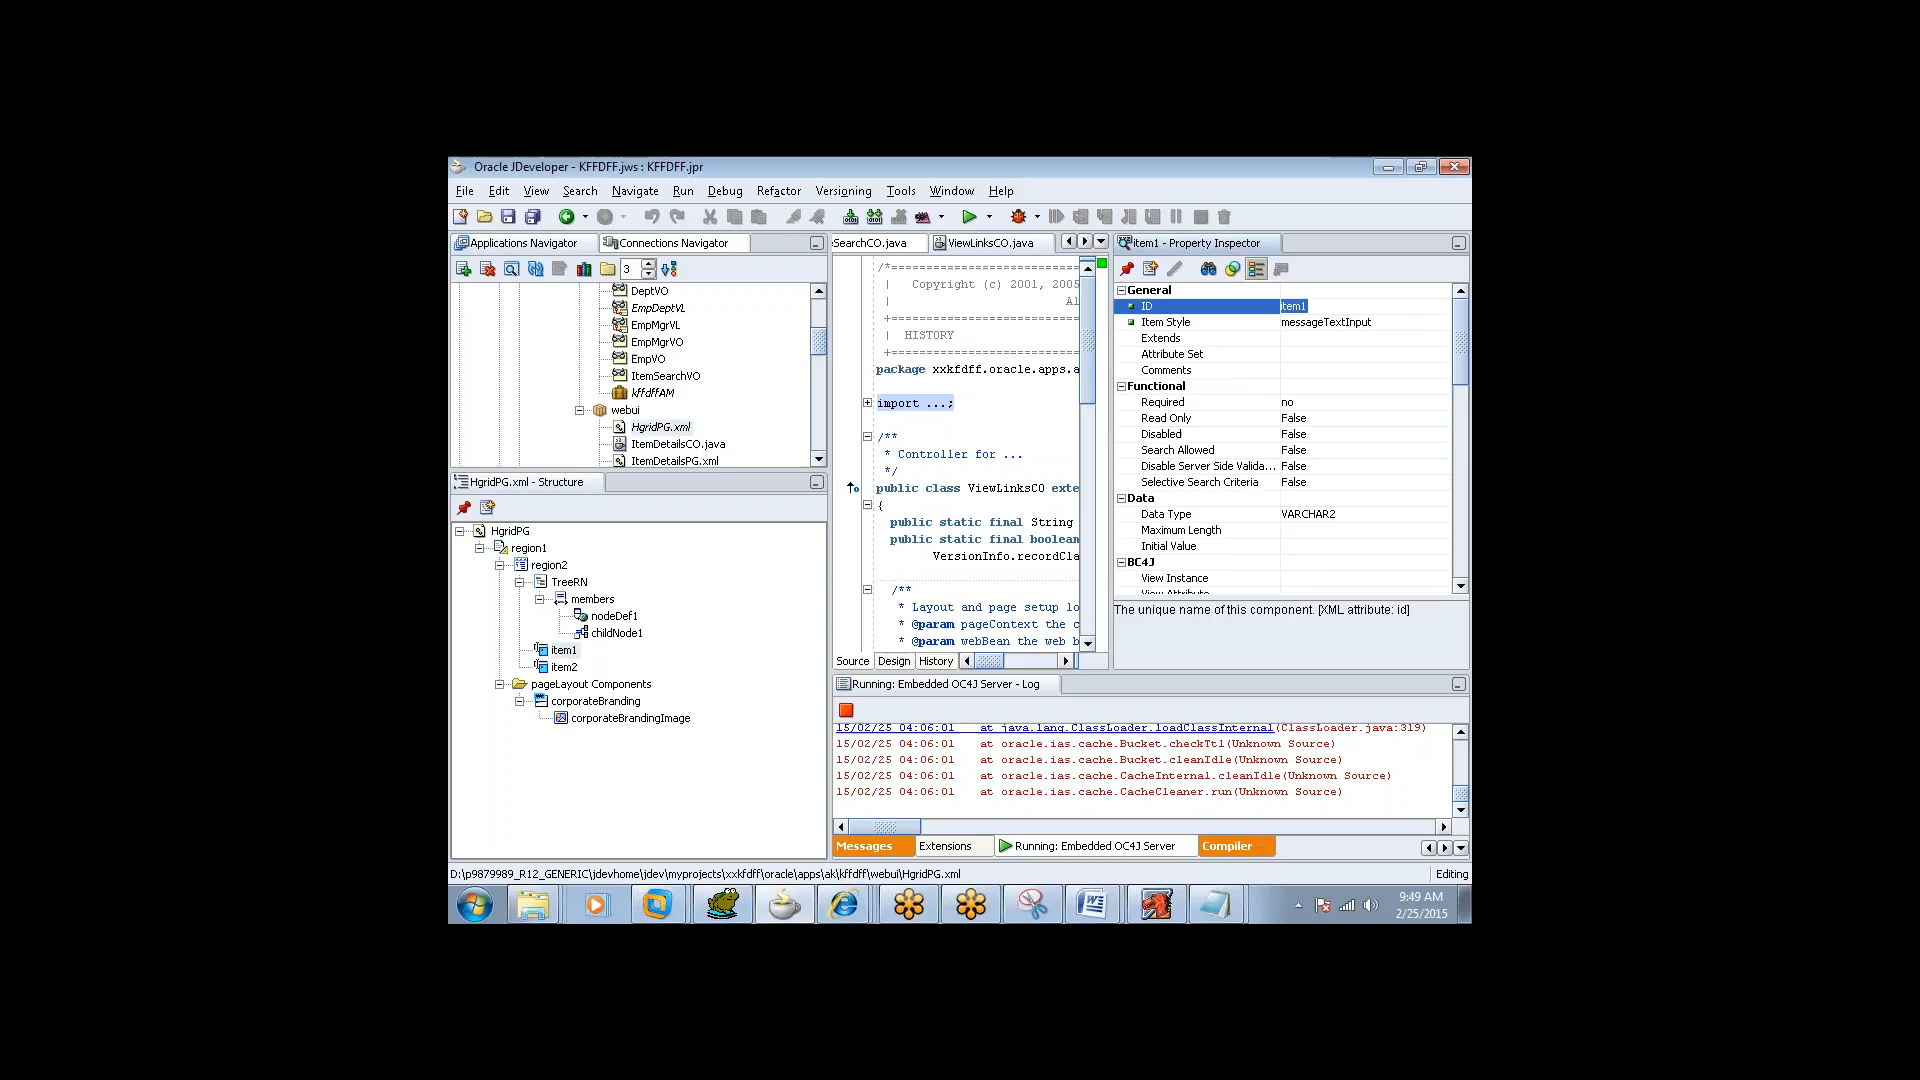 Oracle JDeveloper - KFFDFF.jws : KFFDFF.jpr
File Edit View Search Navigate Run Debug Refactor Versioning Tools Window Help
Applications Navigator
Connections Navigator
3
DeptVO
EmpDeptVL
EmpMgrVL
EmpMgrVO
EmpVO
ItemSearchVO
kffdffAM
webui
HgridPG.xml
ItemDetailsCO.java
ItemDetailsPG.xml
HgridPG.xml - Structure
HgridPG
region1
region2
TreeRN
members
nodeDef1
childNode1
item1
item2
pageLayout Components
corporateBranding
corporateBrandingImage
SearchCO.java
ViewLinksCO.java
/*============================
| Copyright (c) 2001, 2005
| Al
+============================
| HISTORY
+============================
package xxkfdff.oracle.apps.a
import ...;
/**
* Controller for ...
*/
public class ViewLinksCO exte
{
public static final String
public static final boolean
VersionInfo.recordCla
/**
* Layout and page setup lo
* @param pageContext the c
* @param webBean the web b
Source Design History
item1 - Property Inspector
General
ID item1
Item Style messageTextInput
Extends
Attribute Set
Comments
Functional
Required no
Read Only False
Disabled False
Search Allowed False
Disable Server Side Valida... False
Selective Search Criteria False
Data
Data Type VARCHAR2
Maximum Length
Initial Value
BC4J
View Instance
View Attribute
The unique name of this component. [XML attribute: id]
Running: Embedded OC4J Server - Log
15/02/25 04:06:01 at java.lang.ClassLoader.loadClassInternal(ClassLoader.java:319)
15/02/25 04:06:01 at oracle.ias.cache.Bucket.checkTtl(Unknown Source)
15/02/25 04:06:01 at oracle.ias.cache.Bucket.cleanIdle(Unknown Source)
15/02/25 04:06:01 at oracle.ias.cache.CacheInternal.cleanIdle(Unknown Source)
15/02/25 04:06:01 at oracle.ias.cache.CacheCleaner.run(Unknown Source)
Messages Extensions Running: Embedded OC4J Server Compiler
D:\p9879989_R12_GENERIC\jdevhome\jdev\myprojects\xxkfdff\oracle\apps\ak\kffdff\webui\HgridPG.xml
Editing
9:49 AM
2/25/2015